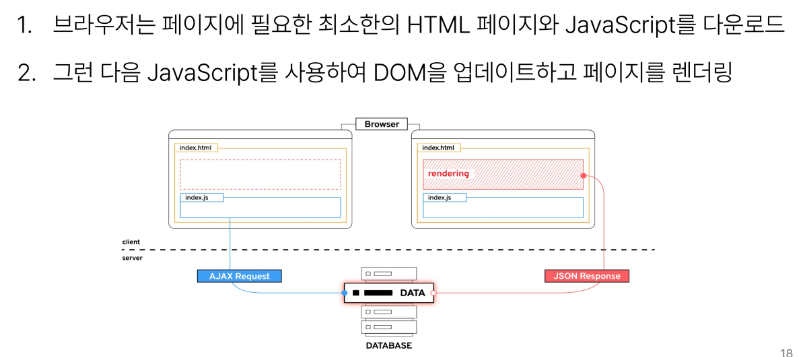 1. 브라우저는 페이지에 필요한 최소한의 HTML 페이지와 JavaScript를 다운로드
2. 그런 다음 JavaScript를 사용하여 DOM을 업데이트하고 페이지를 렌더링
Browser
index.html
index.js
index.html
rendering
index.js
client
server
AJAX Request
JSON Response
DATA
DATABASE
18